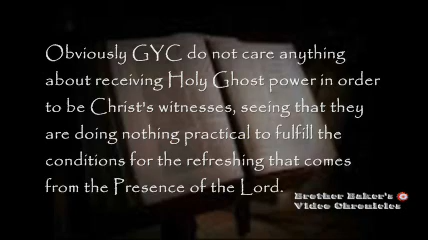 Obviously GYC do not care anything
about receiving Holy Ghost power in order
to be Christ's witnesses, seeing that they
are doing nothing practical to fulfill the
conditions for the refreshing that comes
from the Presence of the Lord.
Brother Baker's
Video Chronicles